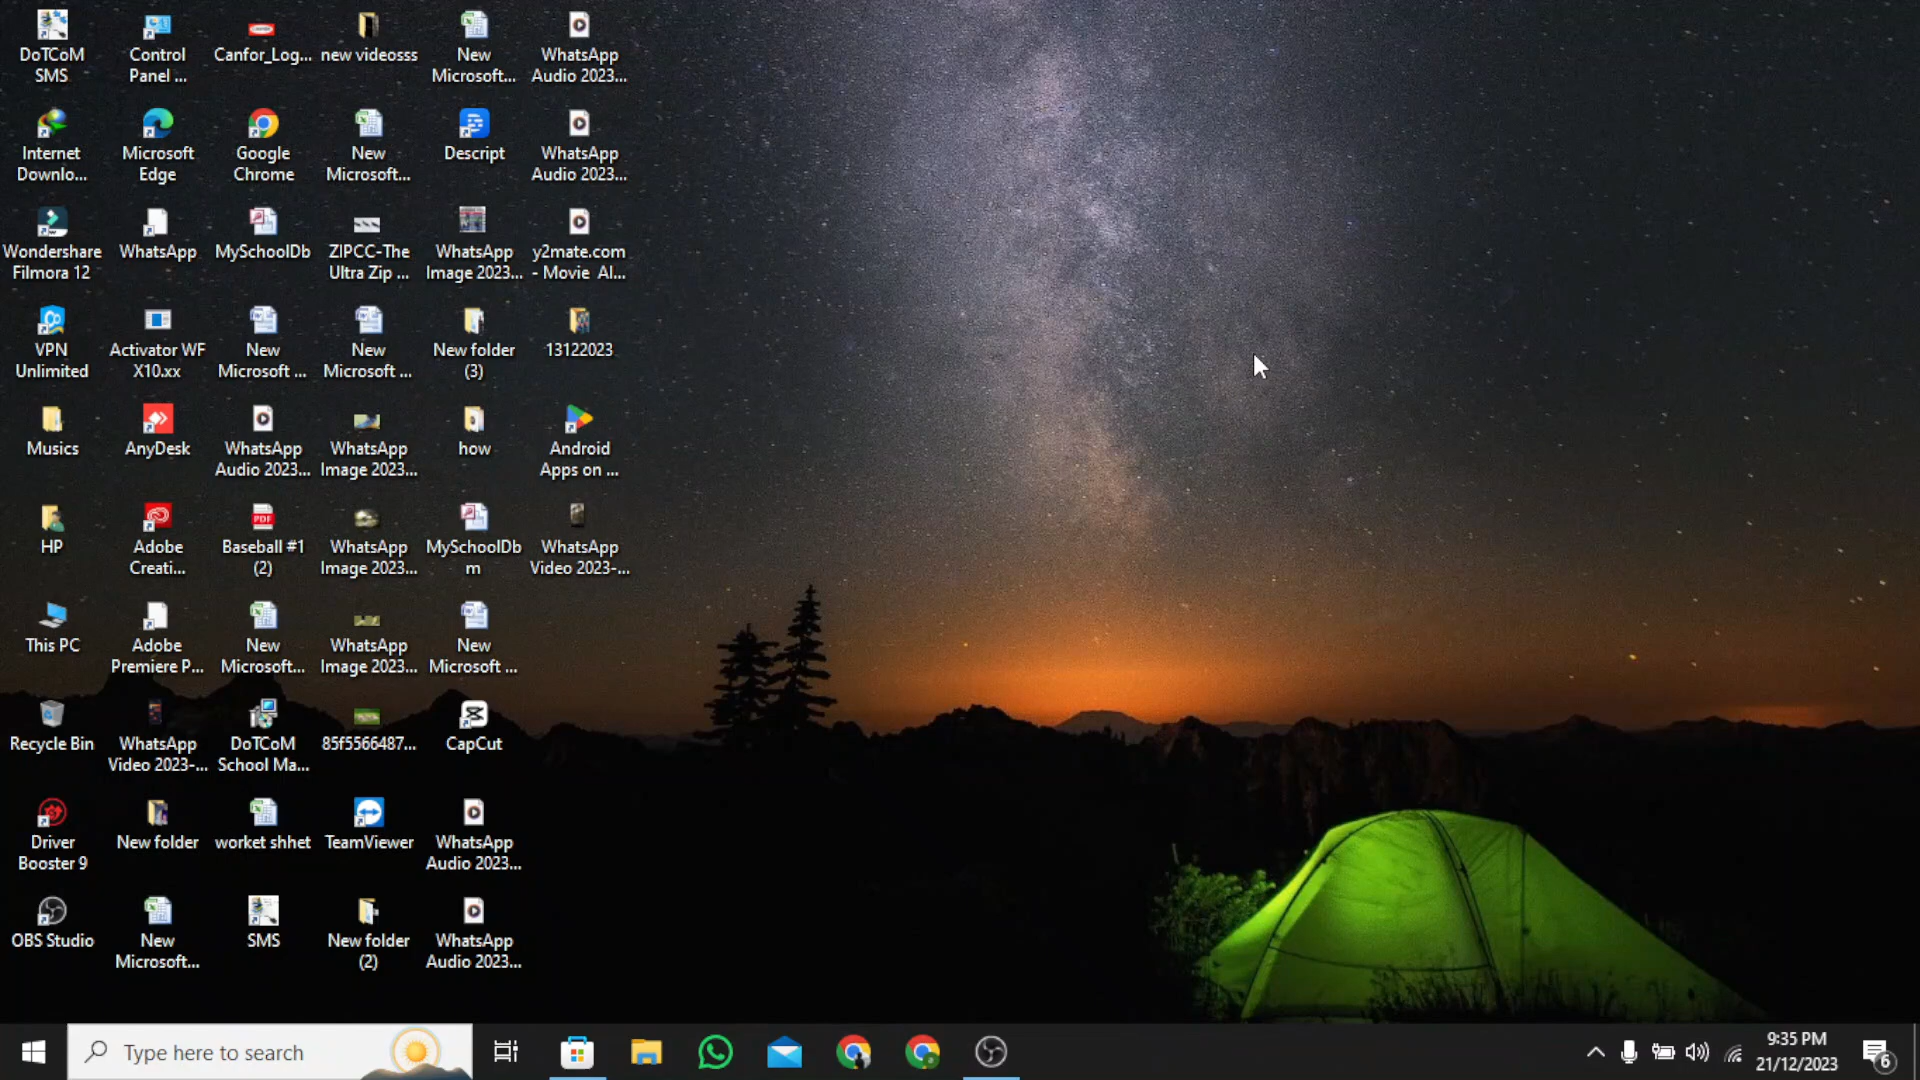 DoTCoM
SMS
Control
Panel ...
Canfor_Log...
new videosss
New
Microsoft...
WhatsApp
Audio 2023...
Internet
Downlo...
Microsoft
Edge
Google
Chrome
New
Microsoft...
Descript
WhatsApp
Audio 2023...
Wondershare
Filmora 12
WhatsApp
MySchoolDb
ZIPCC-The
Ultra Zip ...
WhatsApp
Image 2023...
y2mate.com
- Movie Al...
VPN
Unlimited
Activator WF
X10.xx
New
Microsoft ...
New
Microsoft ...
New folder
(3)
13122023
Musics
AnyDesk
WhatsApp
Audio 2023...
WhatsApp
Image 2023...
how
Android
Apps on ...
HP
Adobe
Creati...
PDF
Baseball #1
(2)
WhatsApp
Image 2023...
MySchoolDb
m
WhatsApp
Video 2023-...
This PC
Adobe
Premiere P...
New
Microsoft...
WhatsApp
Image 2023...
New
Microsoft ...
Recycle Bin
WhatsApp
Video 2023-...
DoTCoM
School Ma...
85f5566487...
CapCut
Driver
Booster 9
New folder
worket shhet
TeamViewer
WhatsApp
Audio 2023...
OBS Studio
New
Microsoft...
SMS
New folder
(2)
WhatsApp
Audio 2023...
Type here to search
9:35 PM
21/12/2023
6